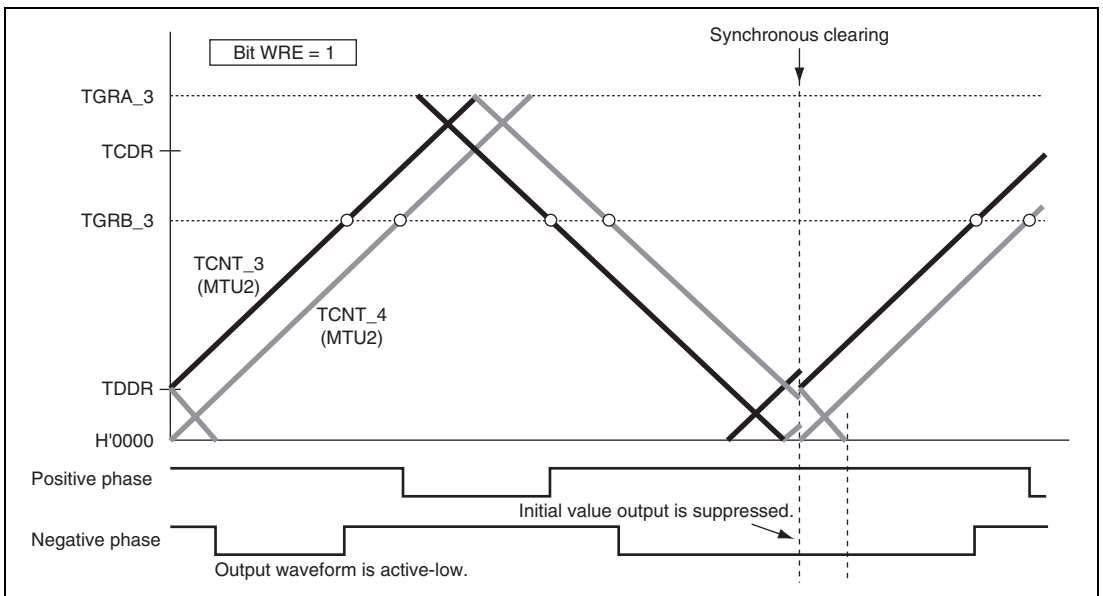 Synchronous clearing
Bit WRE = 1
TGRA_3
TCDR
TGRB_3
TCNT_3
(MTU2)
TCNT_4
(MTU2)
TDDR
H'0000
Positive phase
Initial value output is suppressed.
Negative phase
Output waveform is active-low.